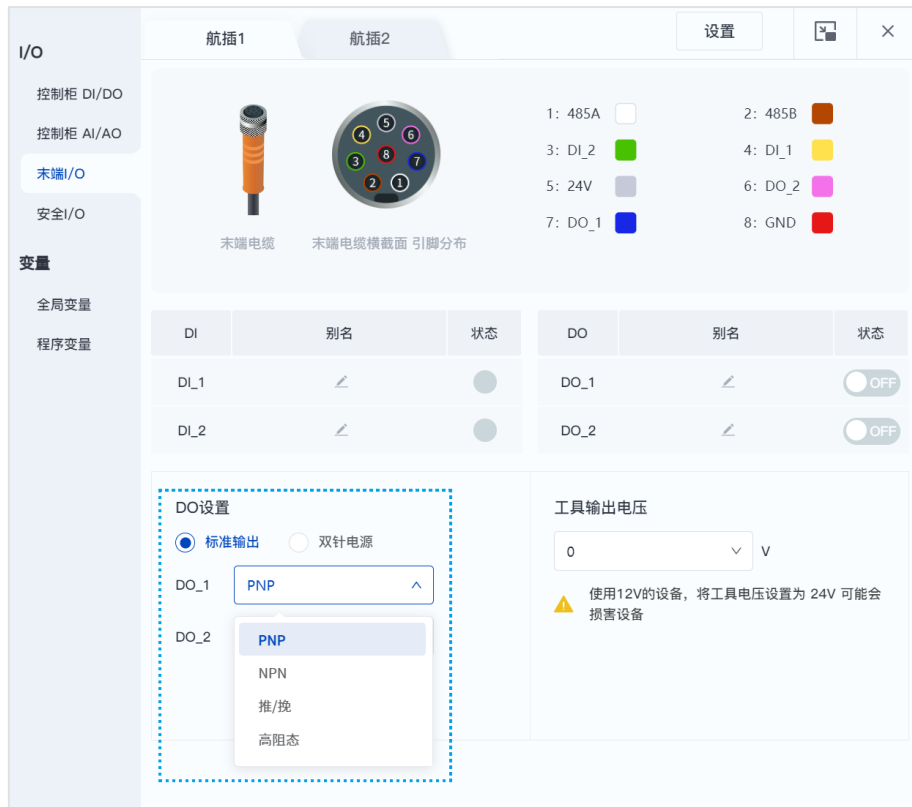 I/O
控制柜 DI/DO
控制柜 AI/AO
末端I/O
安全I/O
变量
全局变量
程序变量
航插1
航插2
设置
5
4
6
3
8
7
2
1
末端电缆
末端电缆横截面 引脚分布
1: 485A
2: 485B
3: DI_2
4: DI_1
5: 24V
6: DO_2
7: DO_1
8: GND
DI 别名 状态
DI_1
DI_2
DO 别名 状态
DO_1 OFF
DO_2 OFF
DO设置
标准输出 双针电源
DO_1 PNP
DO_2
PNP
NPN
推/挽
高阻态
工具输出电压
0 V
使用12V的设备，将工具电压设置为 24V 可能会
损害设备